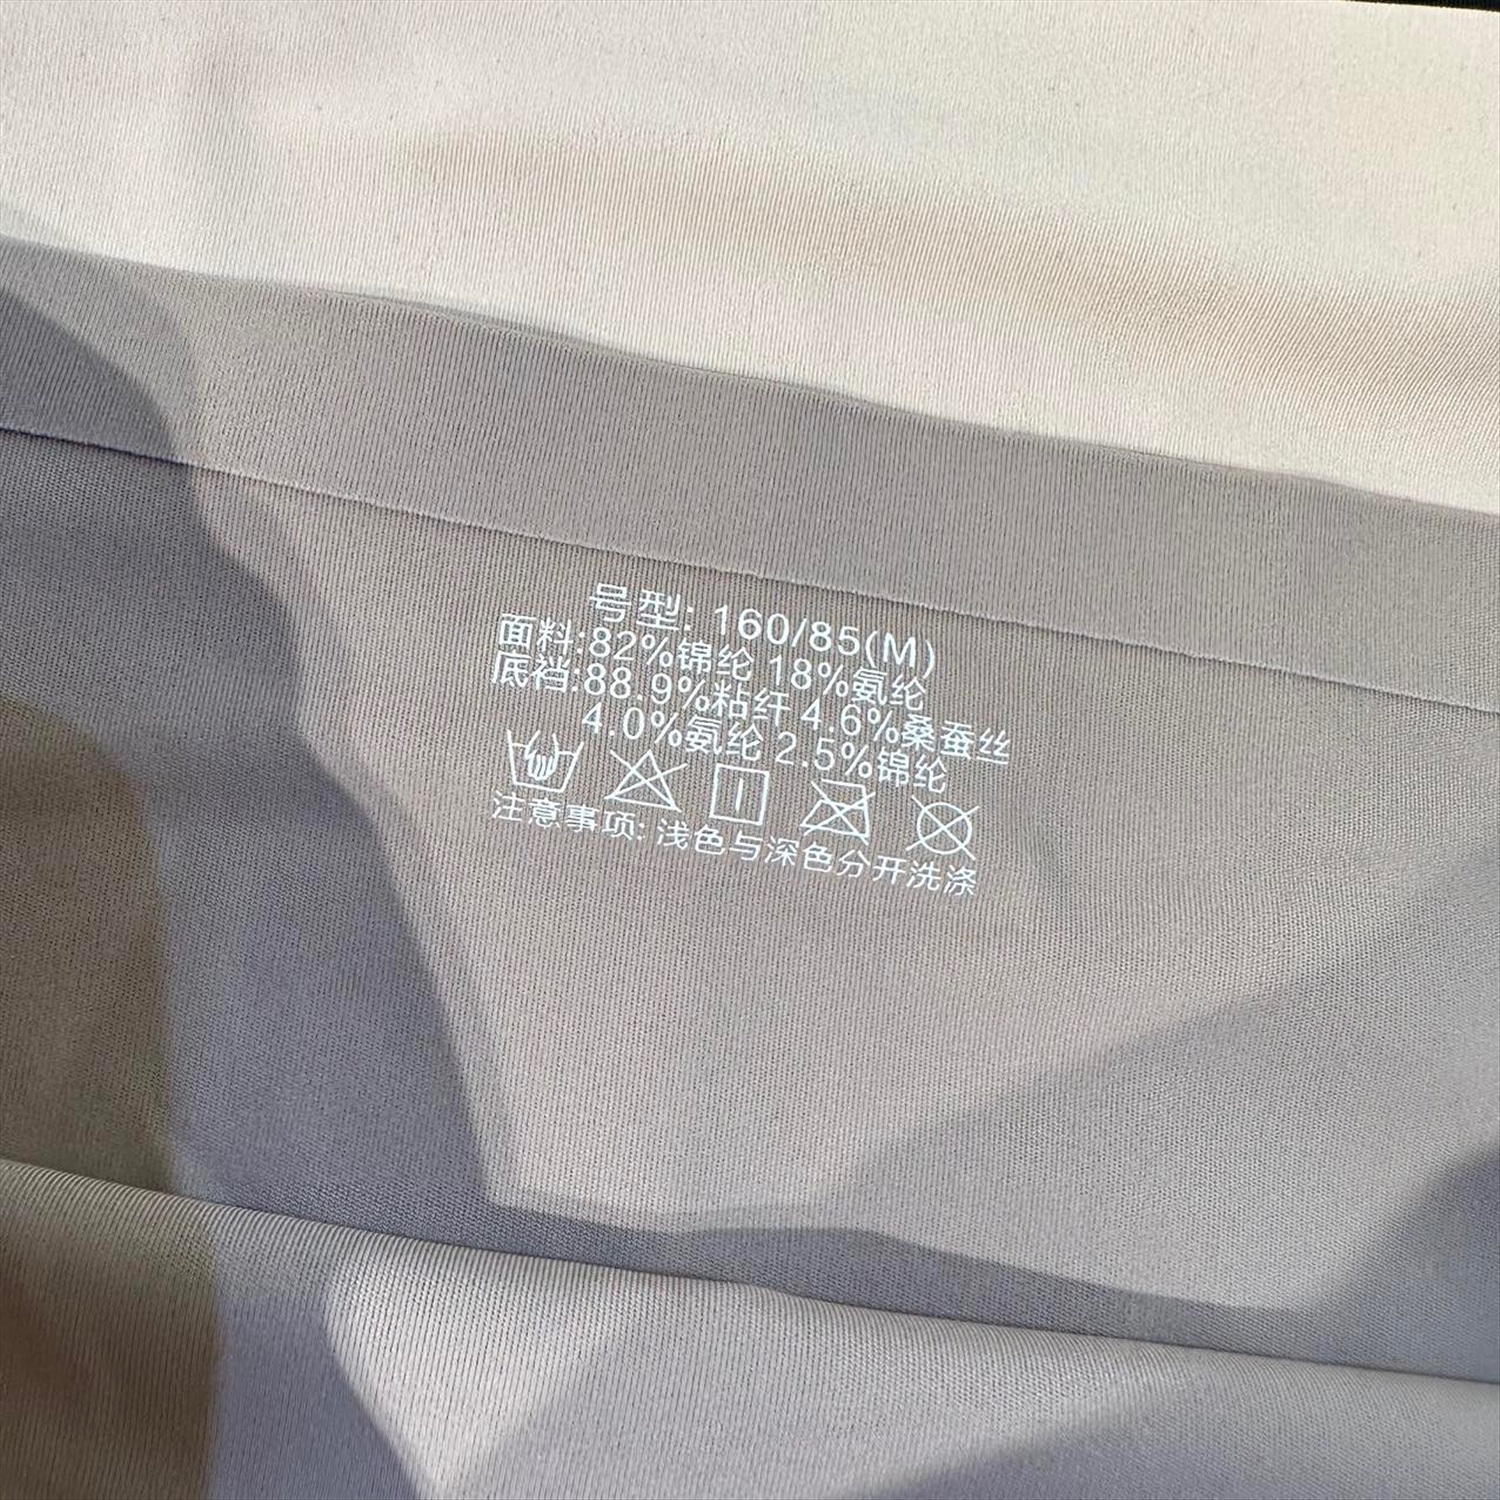 号型: 160/85(M)
面料:82%锦纶 18%氨纶
底裆:88.9%粘纤 4.6%桑蚕丝
4.0%氨纶 2.5%锦纶
注意事项: 浅色与深色分开洗涤